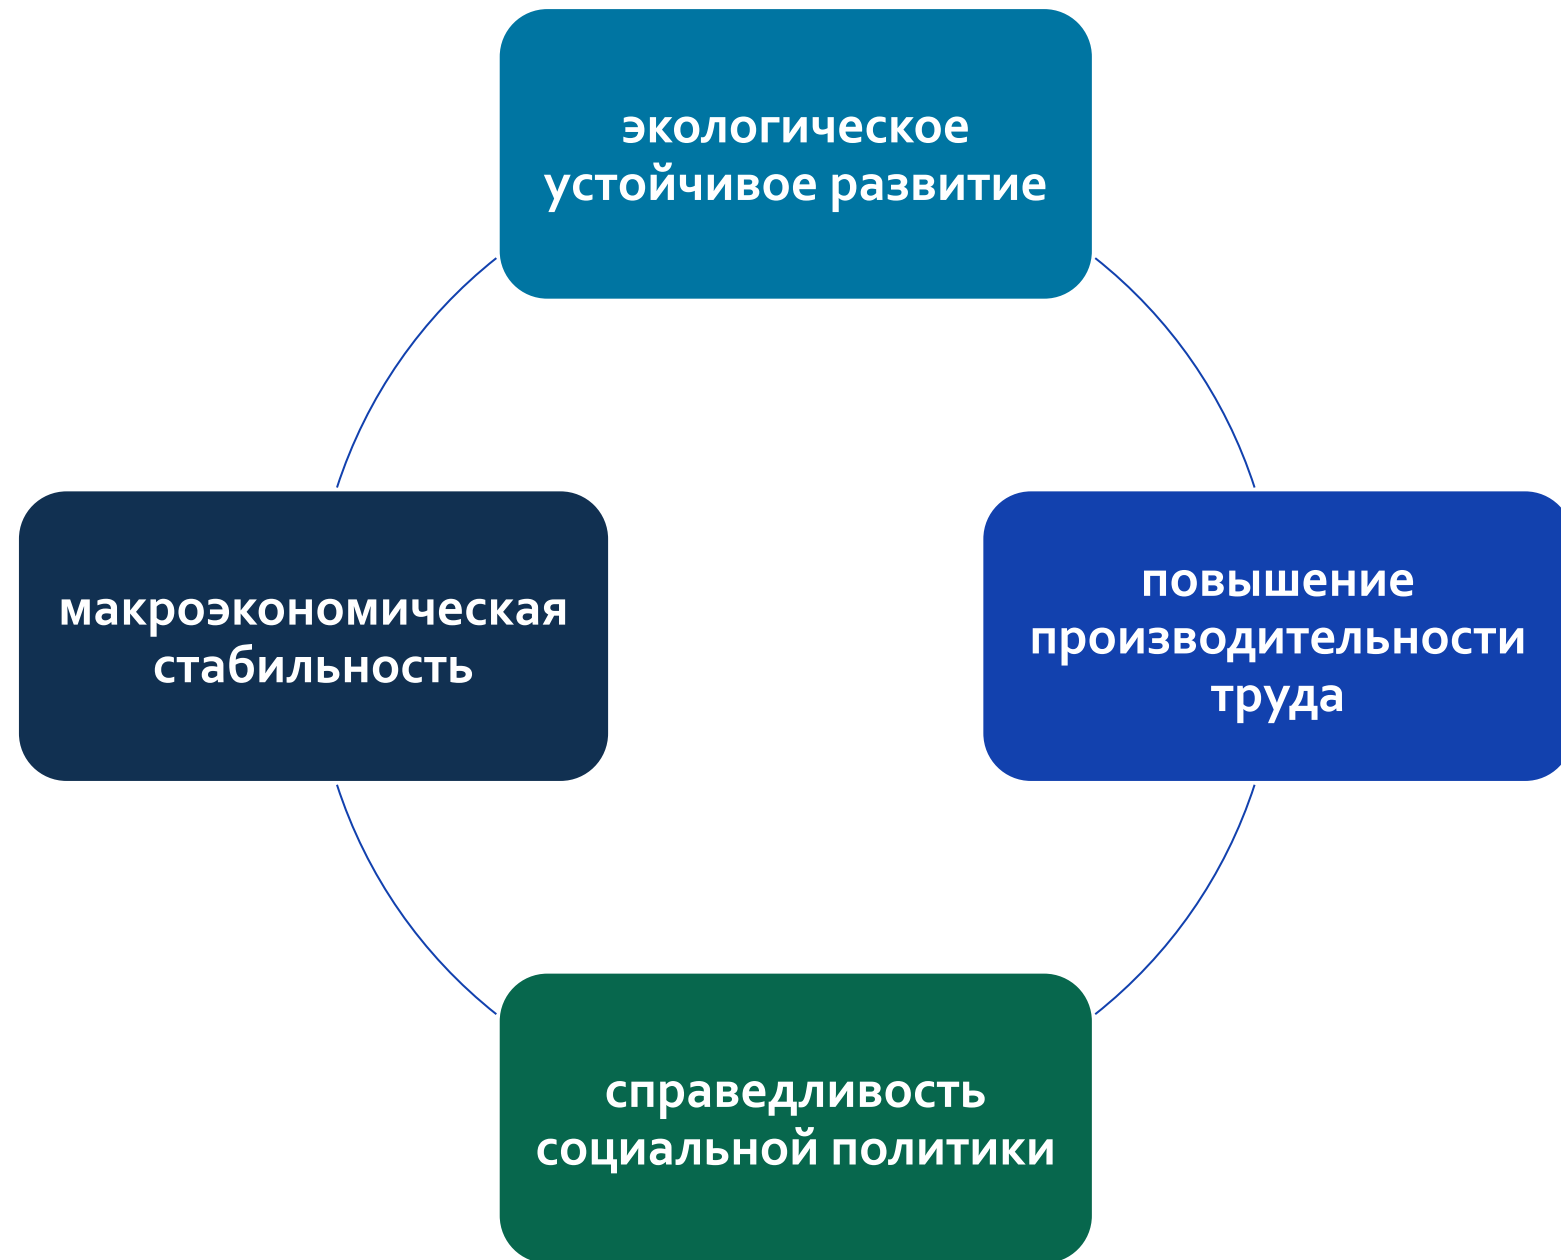 экологическое
устойчивое развитие
макроэкономическая
стабильность
повышение
производительности
труда
справедливость
социальной политики